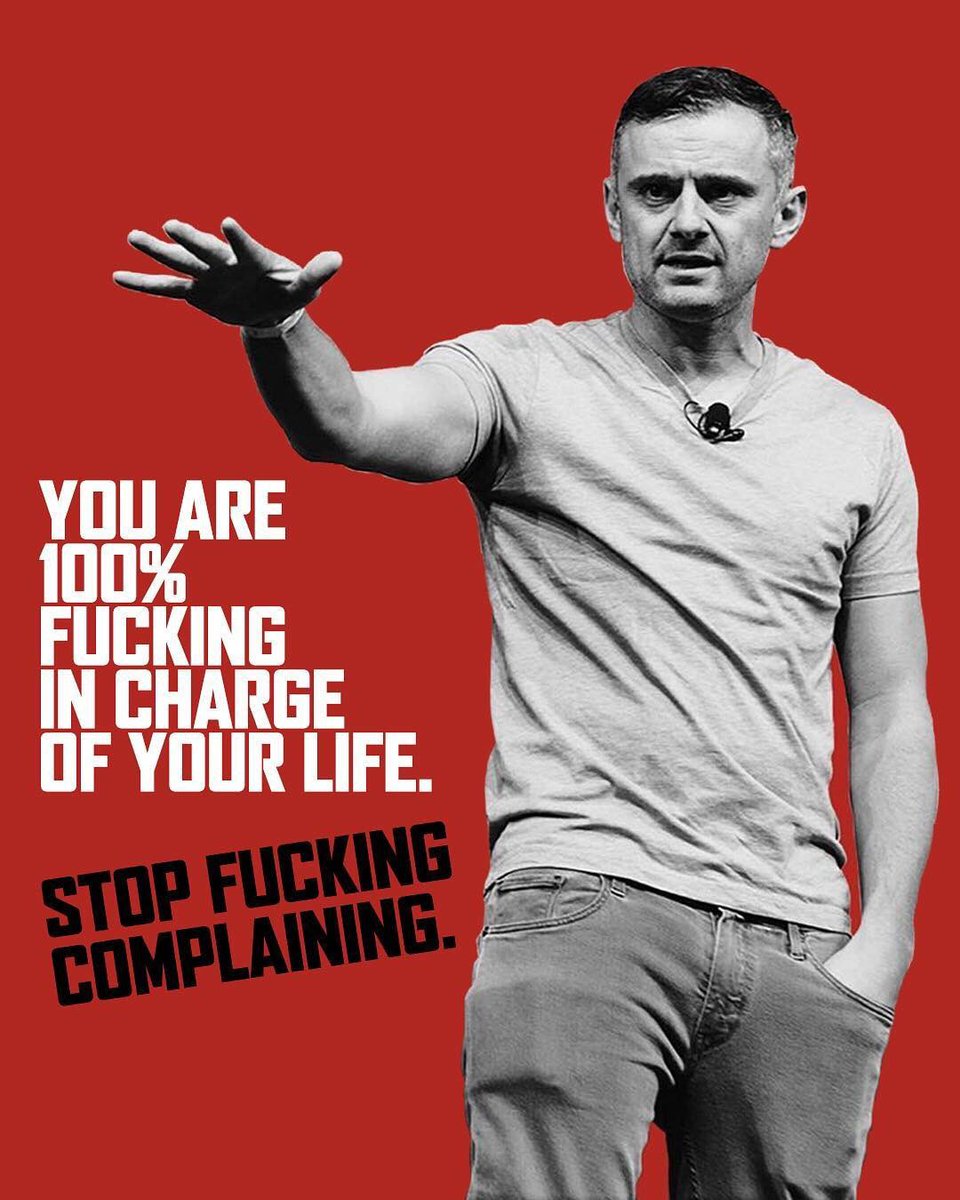 YOU ARE
100%
FUCKING
IN CHARGE
OF YOUR LIFE.
STOP FUCKING
COMPLAINING.